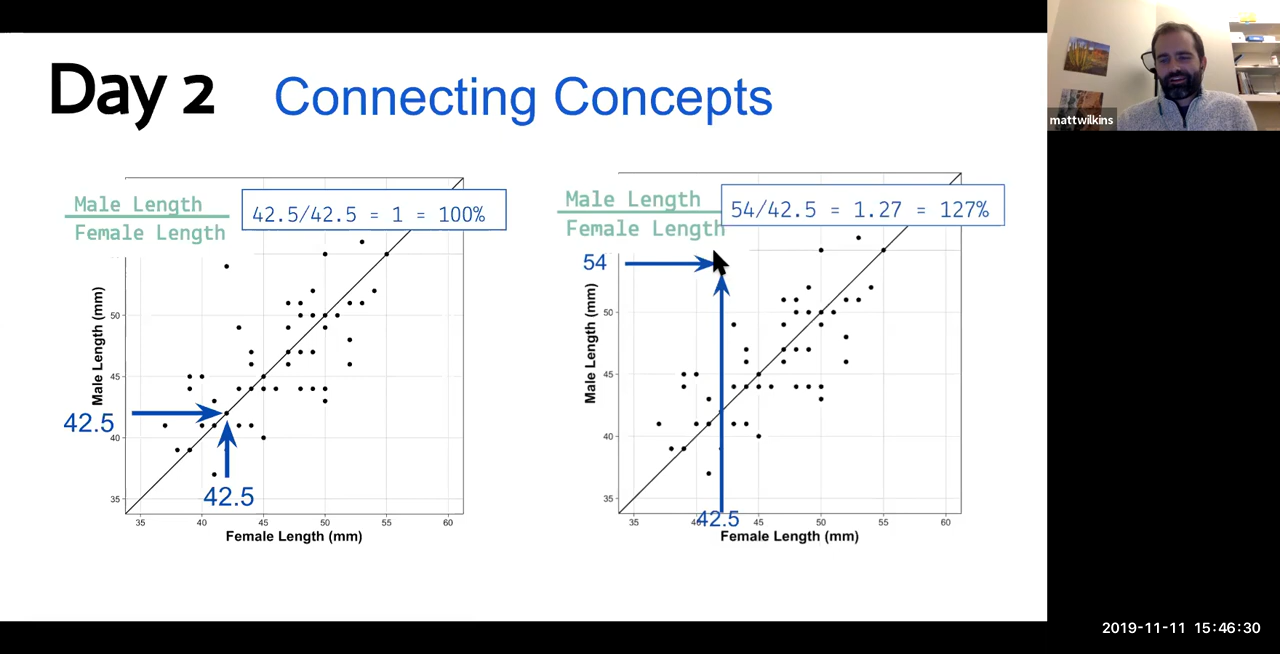 Day 2 Connecting Concepts
mattwilkins
Male Length
Female Length
42.5/42.5 = 1 = 100%
Male Length (mm)
50
45
40
35
42.5
42.5
35 40 45 50 55 60
Female Length (mm)
Male Length
Female Length
54/42.5 = 1.27 = 127%
54
Male Length (mm)
50
45
40
35
42.5
35 40 45 50 55 60
Female Length (mm)
2019-11-11 15:46:30